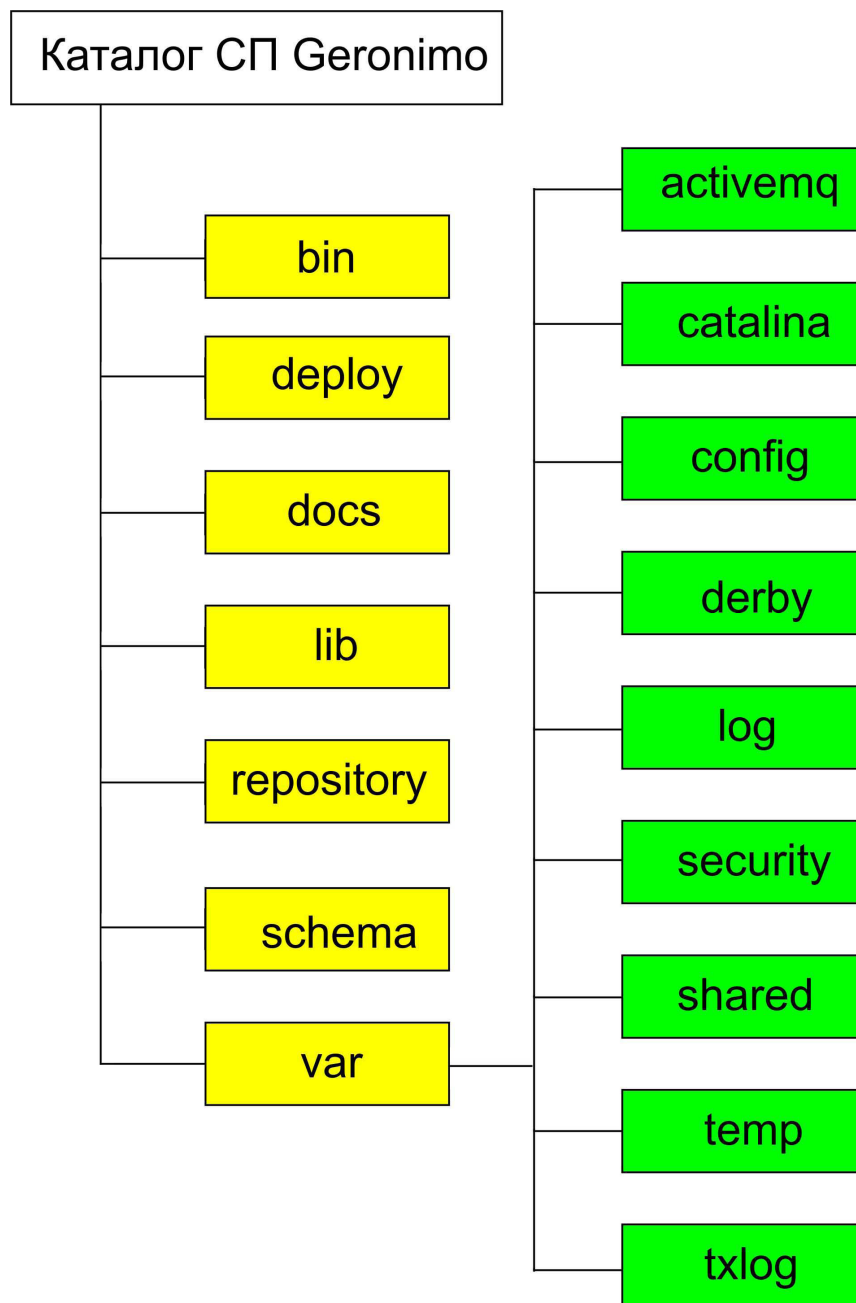 Каталог СП Geronimo
bin
deploy
docs
lib
repository
schema
var
activemq
catalina
config
derby
log
security
shared
temp
txlog